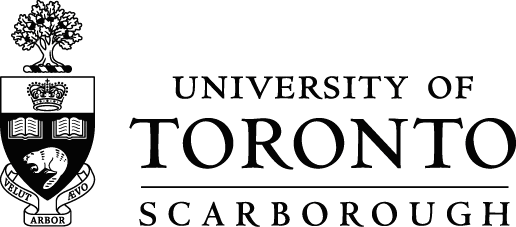 UNIVERSITY OF
TORONTO
SCARBOROUGH
VELUT
ARBOR
ÆVO